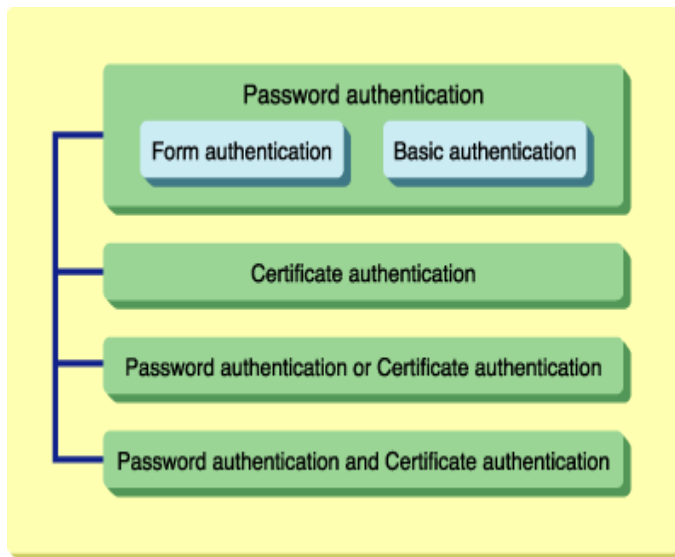 Password authentication
Form authentication
Basic authentication
Certificate authentication
Password authentication or Certificate authentication
Password authentication and Certificate authentication